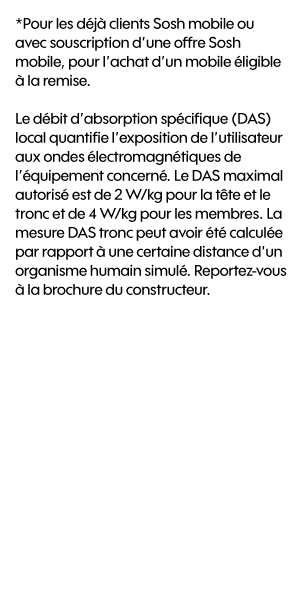 *Pour les déjà clients Sosh mobile ou
avec souscription d'une offre Sosh
mobile, pour l'achat d'un mobile éligible
à la remise.
Le débit d'absorption spécifique (DAS)
local quantifie l'exposition de l'utilisateur
aux ondes électromagnétiques de
l'équipement concerné. Le DAS maximal
autorisé est de 2 W/kg pour la tête et le
tronc et de 4 W/kg pour les membres. La
mesure DAS tronc peut avoir été calculée
par rapport à une certaine distance d'un
organisme humain simulé. Reportez-vous
à la brochure du constructeur.